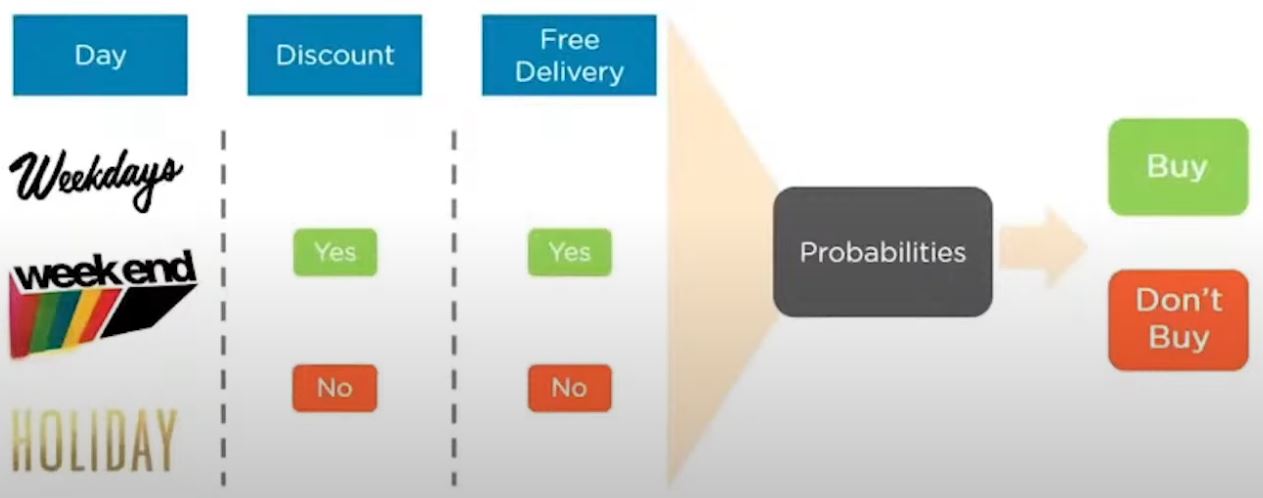 Day
Discount
Free
Delivery
Weekdays
weekend
HOLIDAY
Yes
No
Yes
No
Probabilities
Buy
Don't
Buy